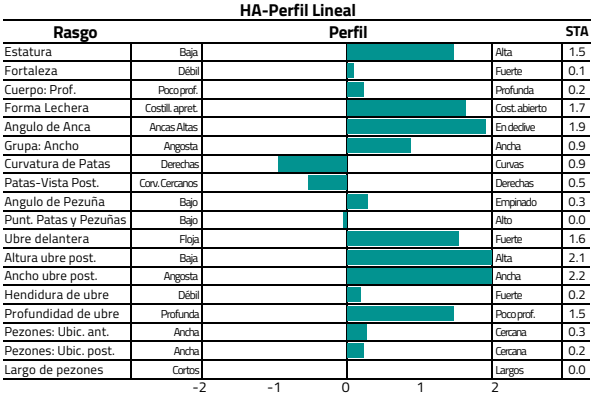 HA-Perfil Lineal
Rasgo Perfil STA
Estatura Baja Alta 1.5
Fortaleza Débil Fuerte 0.1
Cuerpo: Prof. Poco prof. Profunda 0.2
Forma Lechera Costill. apret. Cost. abierto 1.7
Angulo de Anca Ancas Altas En declive 1.9
Grupa: Ancho Angosta Ancha 0.9
Curvatura de Patas Derechas Curvas 0.9
Patas-Vista Post. Corv. Cercanos Derechas 0.5
Angulo de Pezuña Bajo Empinado 0.3
Punt. Patas y Pezuñas Bajo Alto 0.0
Ubre delantera Floja Fuerte 1.6
Altura ubre post. Baja Alta 2.1
Ancho ubre post. Angosta Ancha 2.2
Hendidura de ubre Débil Fuerte 0.2
Profundidad de ubre Profunda Poco prof. 1.5
Pezones: Ubic. ant. Ancha Cercana 0.3
Pezones: Ubic. post. Ancha Cercana 0.2
Largo de pezones Cortos Largos 0.0
-2 -1 0 1 2